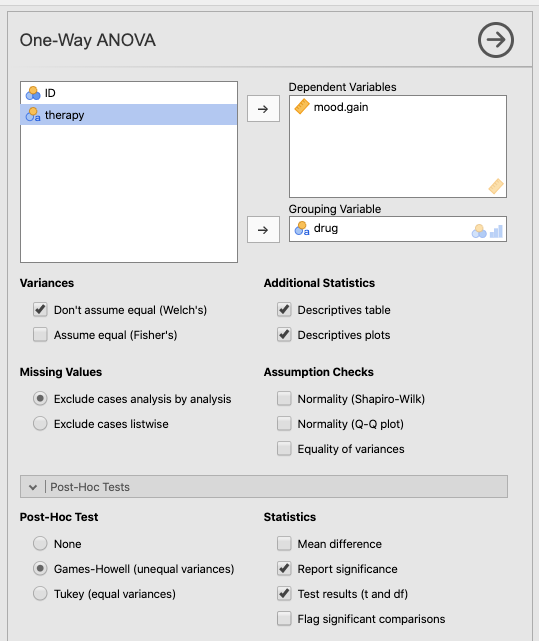 One-Way ANOVA
ID
therapy
Dependent Variables
mood.gain
Grouping Variable
drug
Variances
Don't assume equal (Welch's)
Assume equal (Fisher's)
Additional Statistics
Descriptives table
Descriptives plots
Missing Values
Exclude cases analysis by analysis
Exclude cases listwise
Assumption Checks
Normality (Shapiro-Wilk)
Normality (Q-Q plot)
Equality of variances
Post-Hoc Tests
Post-Hoc Test
None
Games-Howell (unequal variances)
Tukey (equal variances)
Statistics
Mean difference
Report significance
Test results (t and df)
Flag significant comparisons